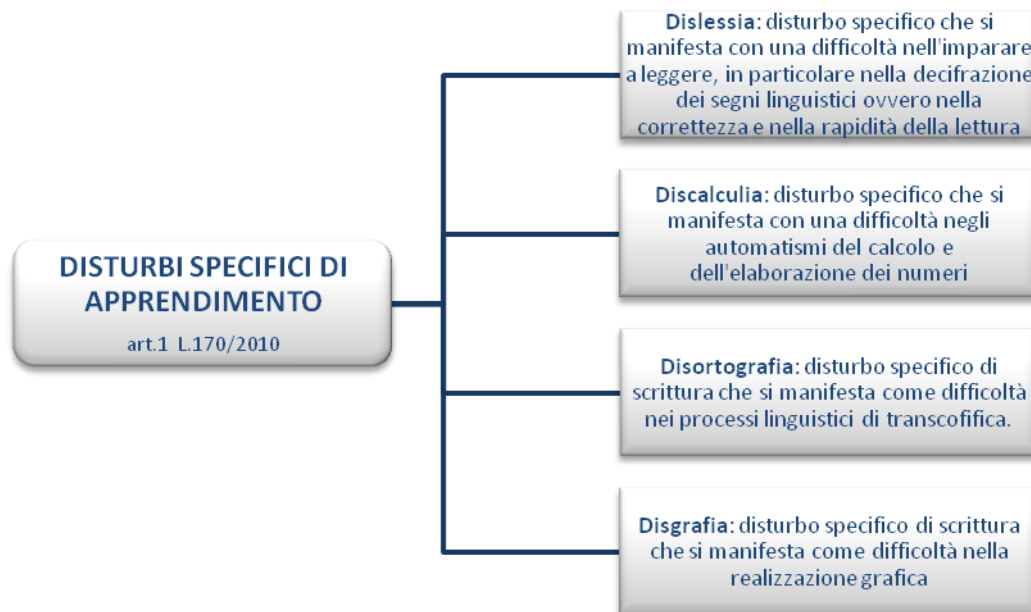 DISTURBI SPECIFICI DI
APPRENDIMENTO
art.1 L.170/2010
Dislessia: disturbo specifico che si
manifesta con una difficoltà nell'imparare
a leggere, in particolare nella decifrazione
dei segni linguistici ovvero nella
correttezza e nella rapidità della lettura
Discalculia: disturbo specifico che si
manifesta con una difficoltà negli
automatismi del calcolo e
dell'elaborazione dei numeri
Disortografia: disturbo specifico di
scrittura che si manifesta come difficoltà
nei processi linguistici di transcofifica.
Disgrafia: disturbo specifico di scrittura
che si manifesta come difficoltà nella
realizzazione grafica